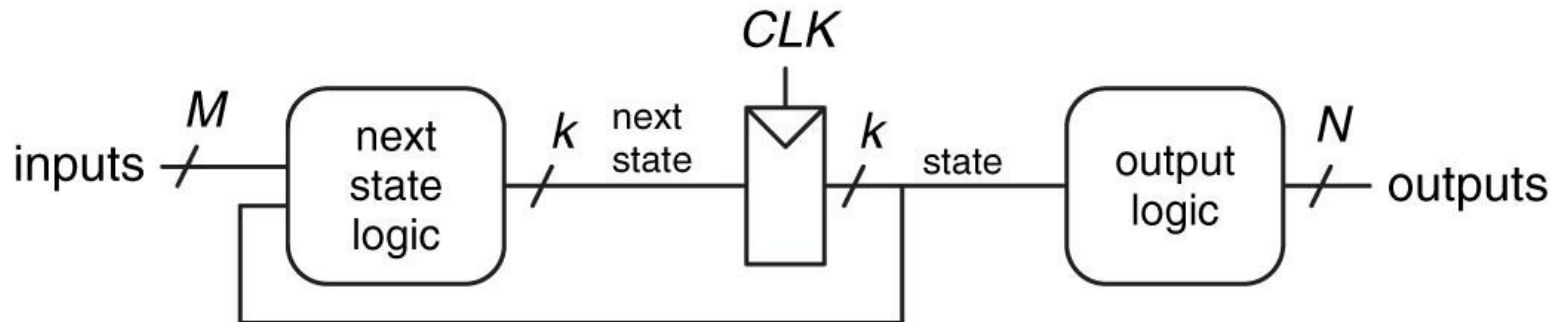 CLK
inputs
M
next
state
logic
k
next
state
k
state
output
logic
N
outputs